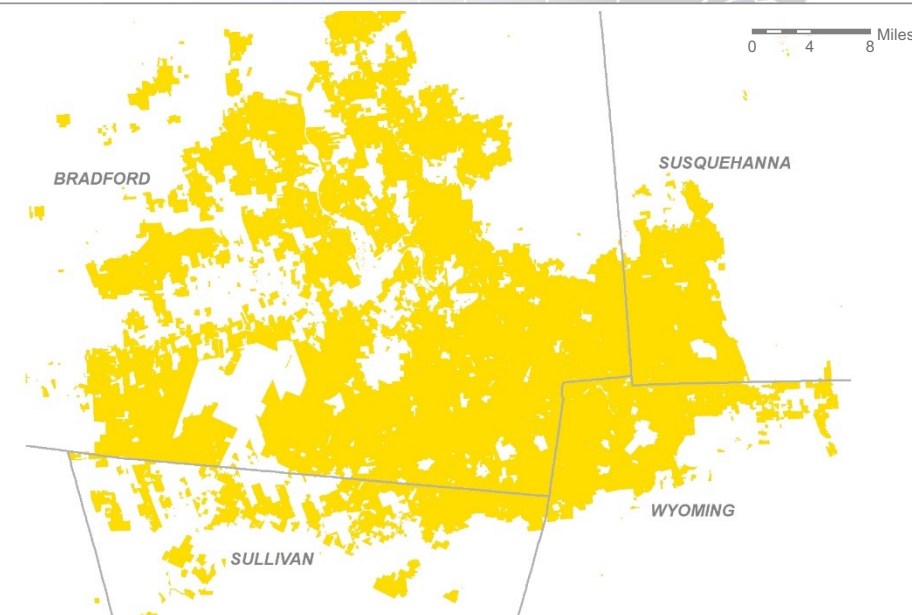 Miles
0 4 8
SUSQUEHANNA
BRADFORD
WYOMING
SULLIVAN